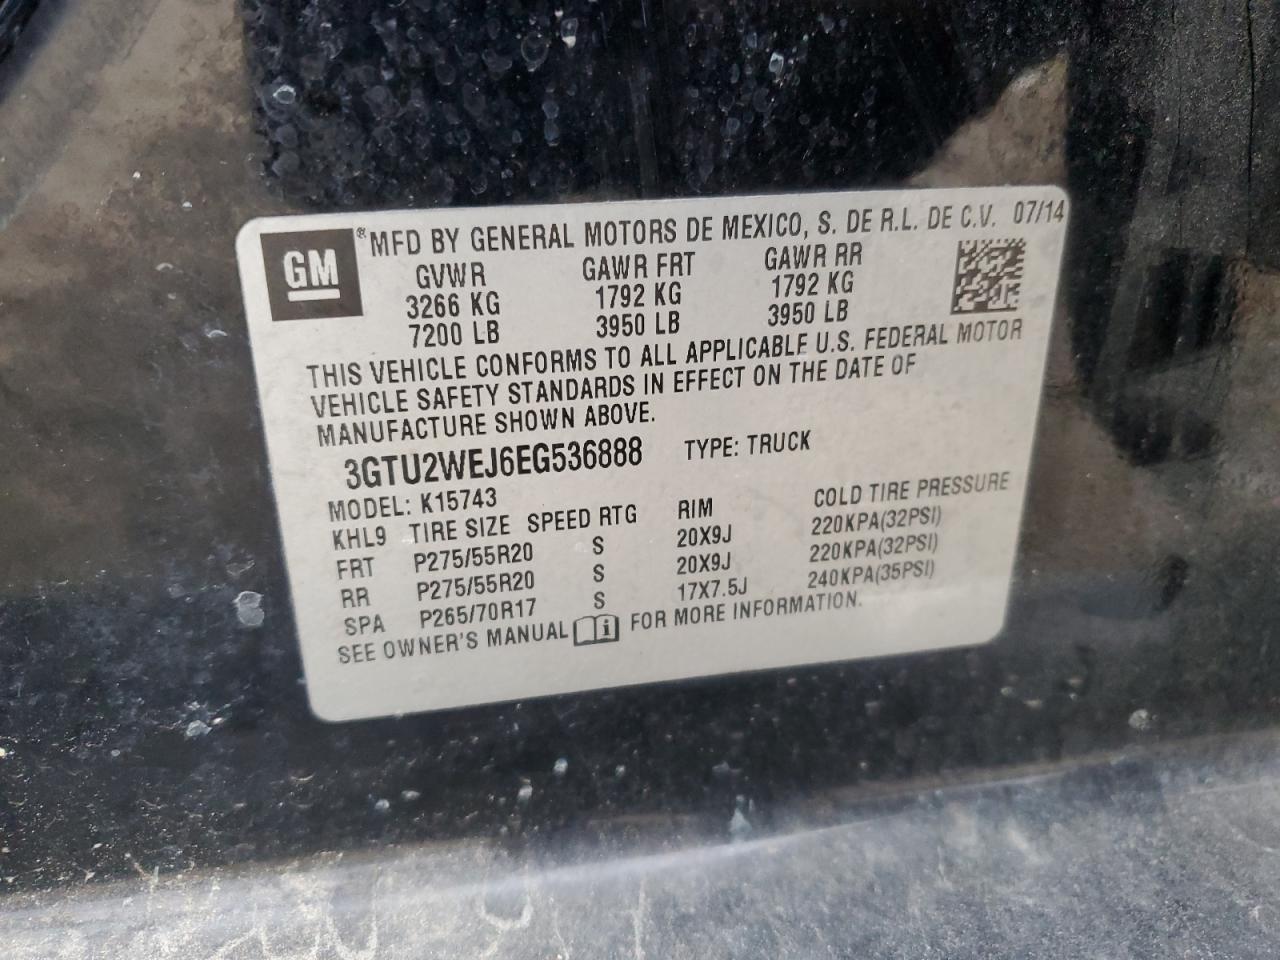 GM ® MFD BY GENERAL MOTORS DE MEXICO, S. DE R.L. DE C.V. 07/14
GVWR GAWR FRT GAWR RR
3266 KG 1792 KG 1792 KG
7200 LB 3950 LB 3950 LB
THIS VEHICLE CONFORMS TO ALL APPLICABLE U.S. FEDERAL MOTOR
VEHICLE SAFETY STANDARDS IN EFFECT ON THE DATE OF
MANUFACTURE SHOWN ABOVE.
3GTU2WEJ6EG536888 TYPE: TRUCK
MODEL: K15743
KHL9 TIRE SIZE SPEED RTG RIM COLD TIRE PRESSURE
FRT P275/55R20 S 20X9J 220KPA(32PSI)
RR P275/55R20 S 20X9J 220KPA(32PSI)
SPA P265/70R17 S 17X7.5J 240KPA(35PSI)
SEE OWNER'S MANUAL i FOR MORE INFORMATION.